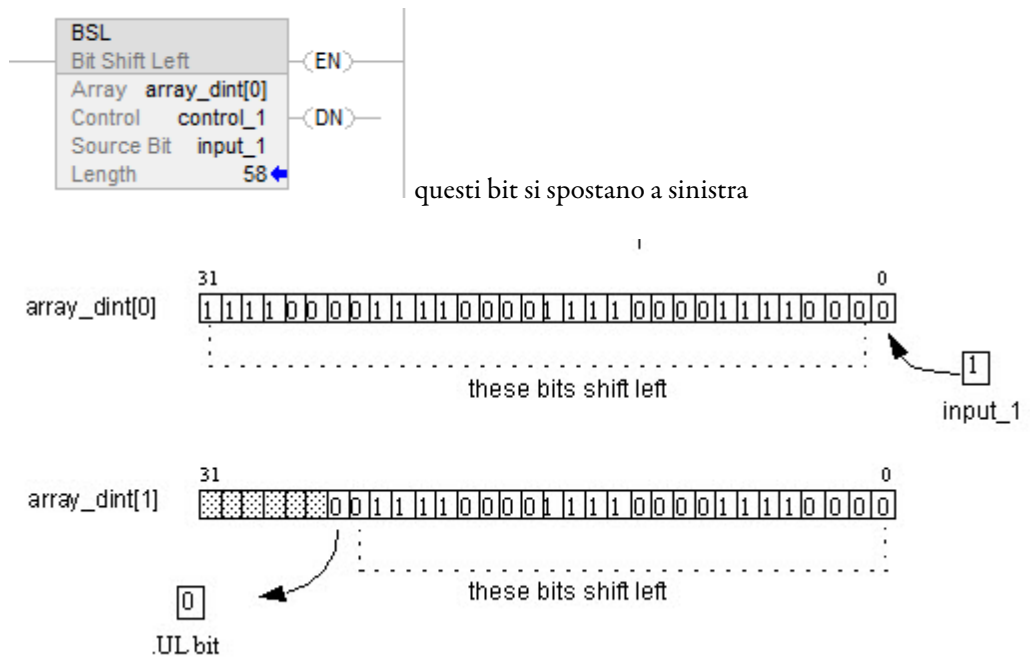 BSL
Bit Shift Left
(EN)
Array array_dint[0]
Control control_1
(DN)
Source Bit input_1
Length 58
questi bit si spostano a sinistra
31 0
array_dint[0] 1 1 1 1 0 0 0 0 1 1 1 1 0 0 0 0 1 1 1 1 0 0 0 0 1 1 1 1 0 0 0 0
these bits shift left
1
input_1
31 0
array_dint[1] 0 0 1 1 1 1 0 0 0 0 1 1 1 1 0 0 0 0 1 1 1 1 0 0 0 0
these bits shift left
0
.UL bit